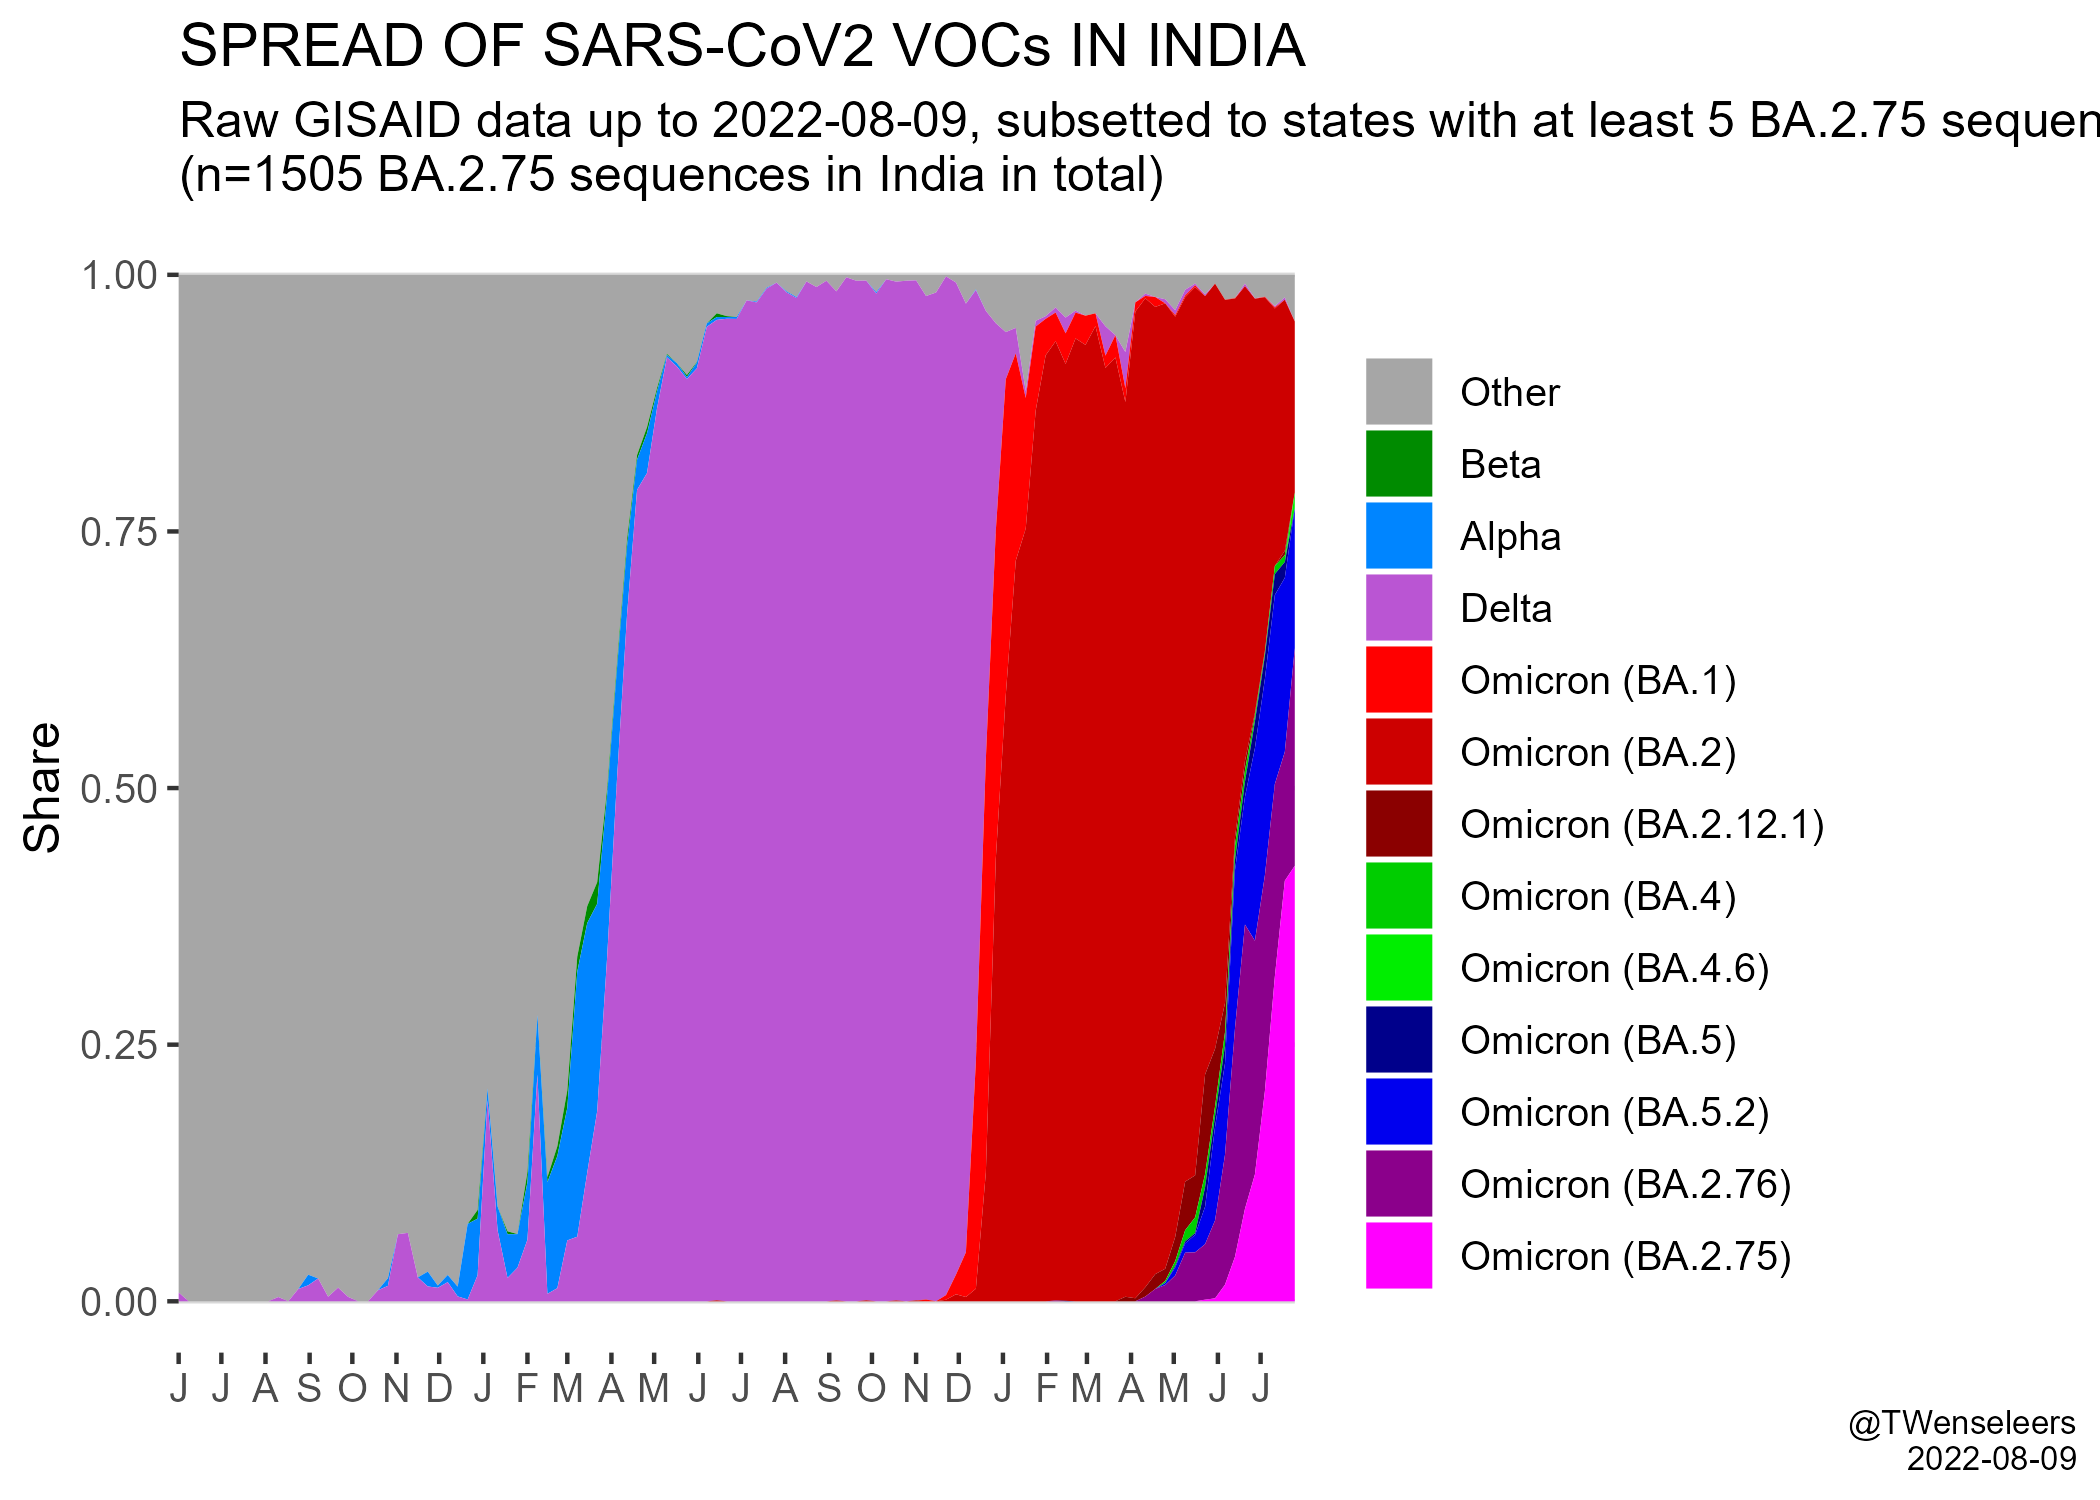 SPREAD OF SARS-CoV2 VOCs IN INDIA
Raw GISAID data up to 2022-08-09, subsetted to states with at least 5 BA.2.75 sequen
(n=1505 BA.2.75 sequences in India in total)
1.00
0.75
0.50
0.25
0.00
Share
J J A S O N D J F M A M J J A S O N D J F M A M J J
Other
Beta
Alpha
Delta
Omicron (BA.1)
Omicron (BA.2)
Omicron (BA.2.12.1)
Omicron (BA.4)
Omicron (BA.4.6)
Omicron (BA.5)
Omicron (BA.5.2)
Omicron (BA.2.76)
Omicron (BA.2.75)
@TWenseleers
2022-08-09